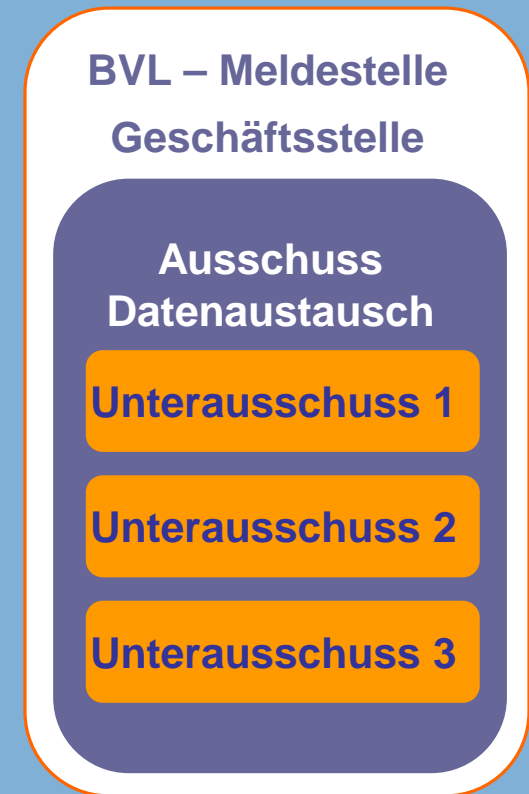 BVL – Meldestelle
Geschäftsstelle
Ausschuss
Datenaustausch
Unterausschuss 1
Unterausschuss 2
Unterausschuss 3